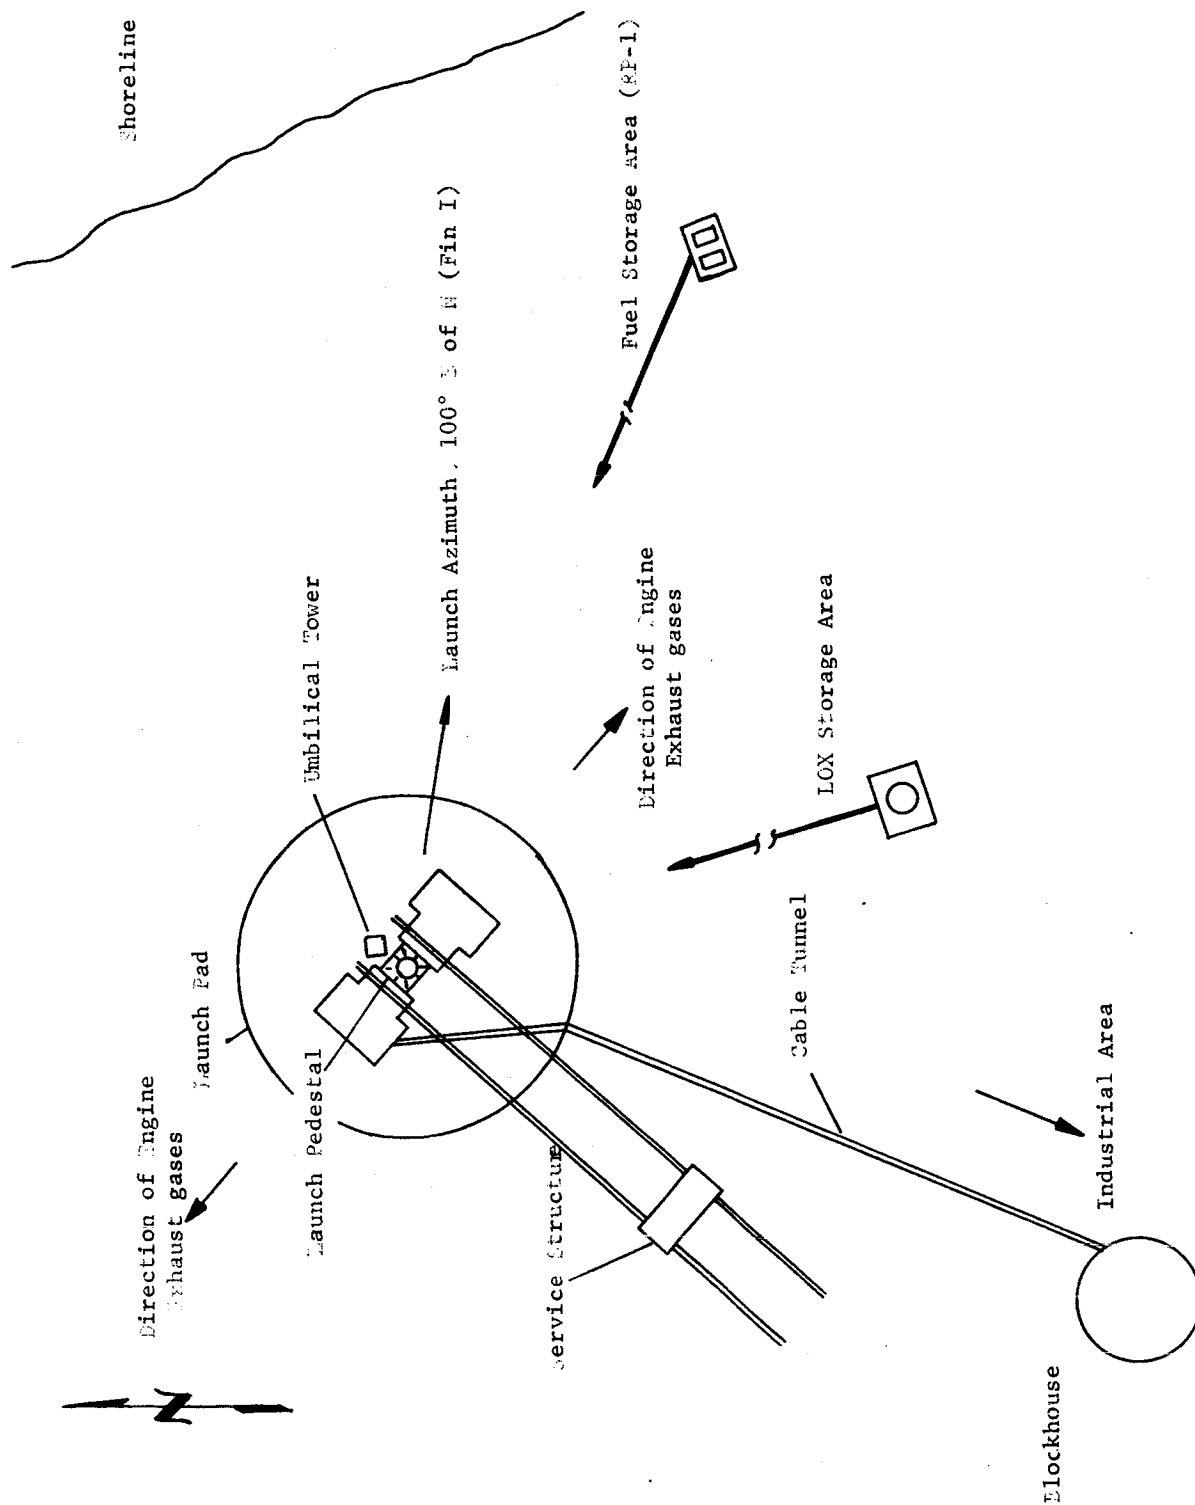 Shoreline
Fuel Storage Area (RP-1)
Launch Azimuth, 100° E of N (Fin I)
Umbilical Tower
Direction of Engine
Exhaust gases
LOX Storage Area
Launch Pad
Cable Tunnel
Launch Pedestal
Direction of Engine
Exhaust gases
Industrial Area
Service Structure
N
Blockhouse